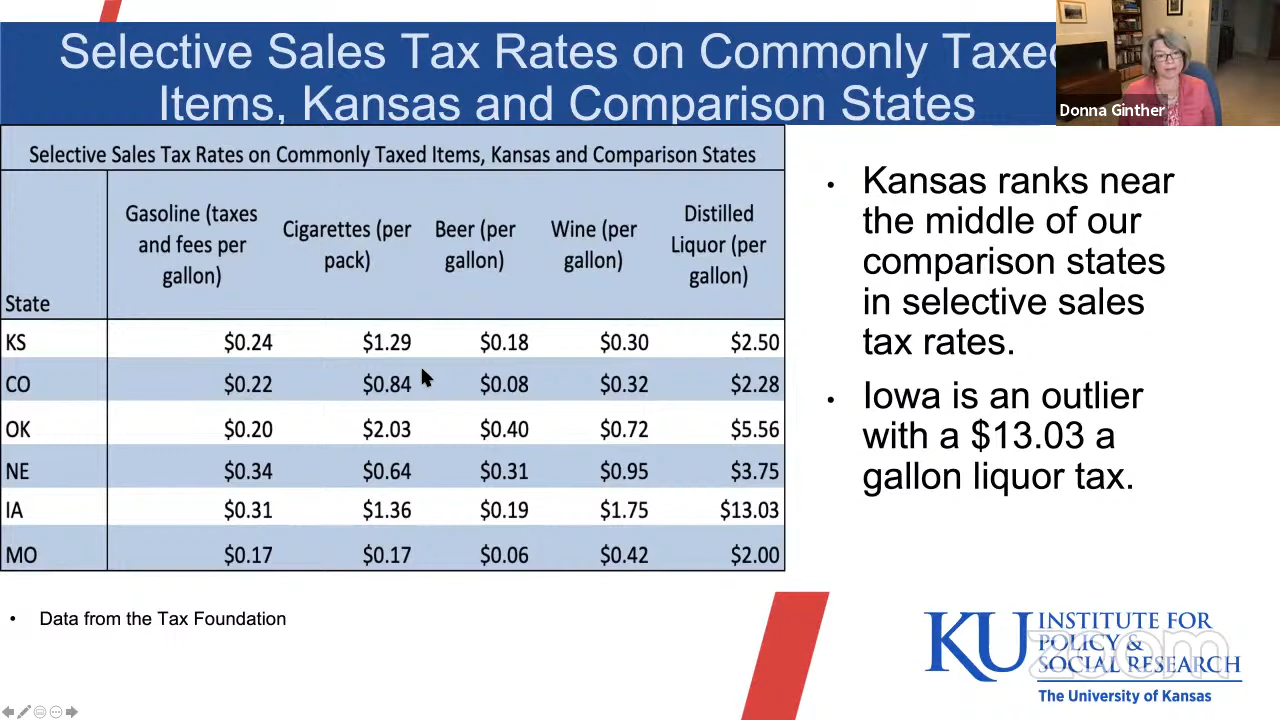 Selective Sales Tax Rates on Commonly Taxed
Items, Kansas and Comparison States
Donna Ginther
Selective Sales Tax Rates on Commonly Taxed Items, Kansas and Comparison States
State Gasoline (taxes and fees per gallon) Cigarettes (per pack) Beer (per gallon) Wine (per gallon) Distilled Liquor (per gallon)
KS $0.24 $1.29 $0.18 $0.30 $2.50
CO $0.22 $0.84 $0.08 $0.32 $2.28
OK $0.20 $2.03 $0.40 $0.72 $5.56
NE $0.34 $0.64 $0.31 $0.95 $3.75
IA $0.31 $1.36 $0.19 $1.75 $13.03
MO $0.17 $0.17 $0.06 $0.42 $2.00
• Kansas ranks near
the middle of our
comparison states
in selective sales
tax rates.
• Iowa is an outlier
with a $13.03 a
gallon liquor tax.
• Data from the Tax Foundation
KU INSTITUTE FOR
POLICY &
SOCIAL RESEARCH
The University of Kansas
zoom